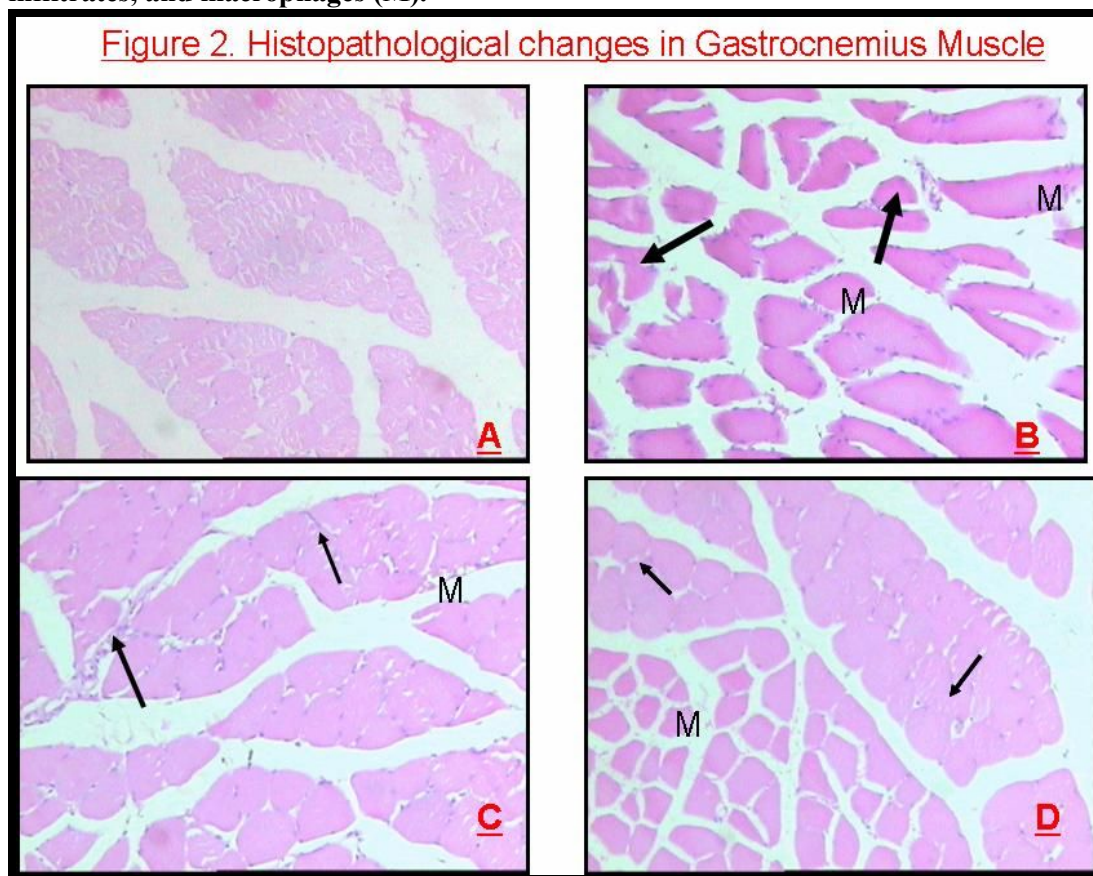 infiltrates, and macrophages (M).
Figure 2. Histopathological changes in Gastrocnemius Muscle
A
M
M
B
M
C
M
D